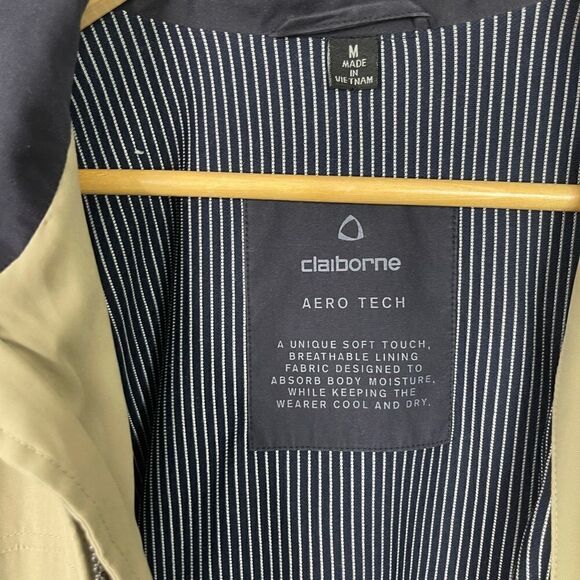 M
MADE
IN
VIETNAM
claiborne
AERO TECH
A UNIQUE SOFT TOUCH,
BREATHABLE LINING
FABRIC DESIGNED TO
ABSORB BODY MOISTURE,
WHILE KEEPING THE
WEARER COOL AND DRY.